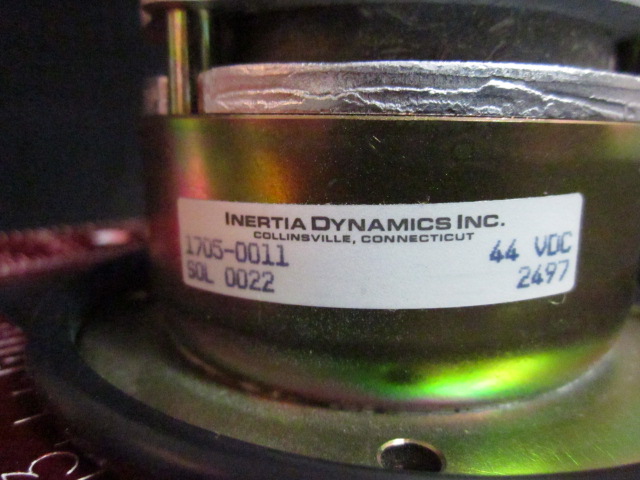 INERTIA DYNAMICS INC.
COLLINSVILLE, CONNECTICUT
1705-0011 44 VDC
SOL 0022 2497